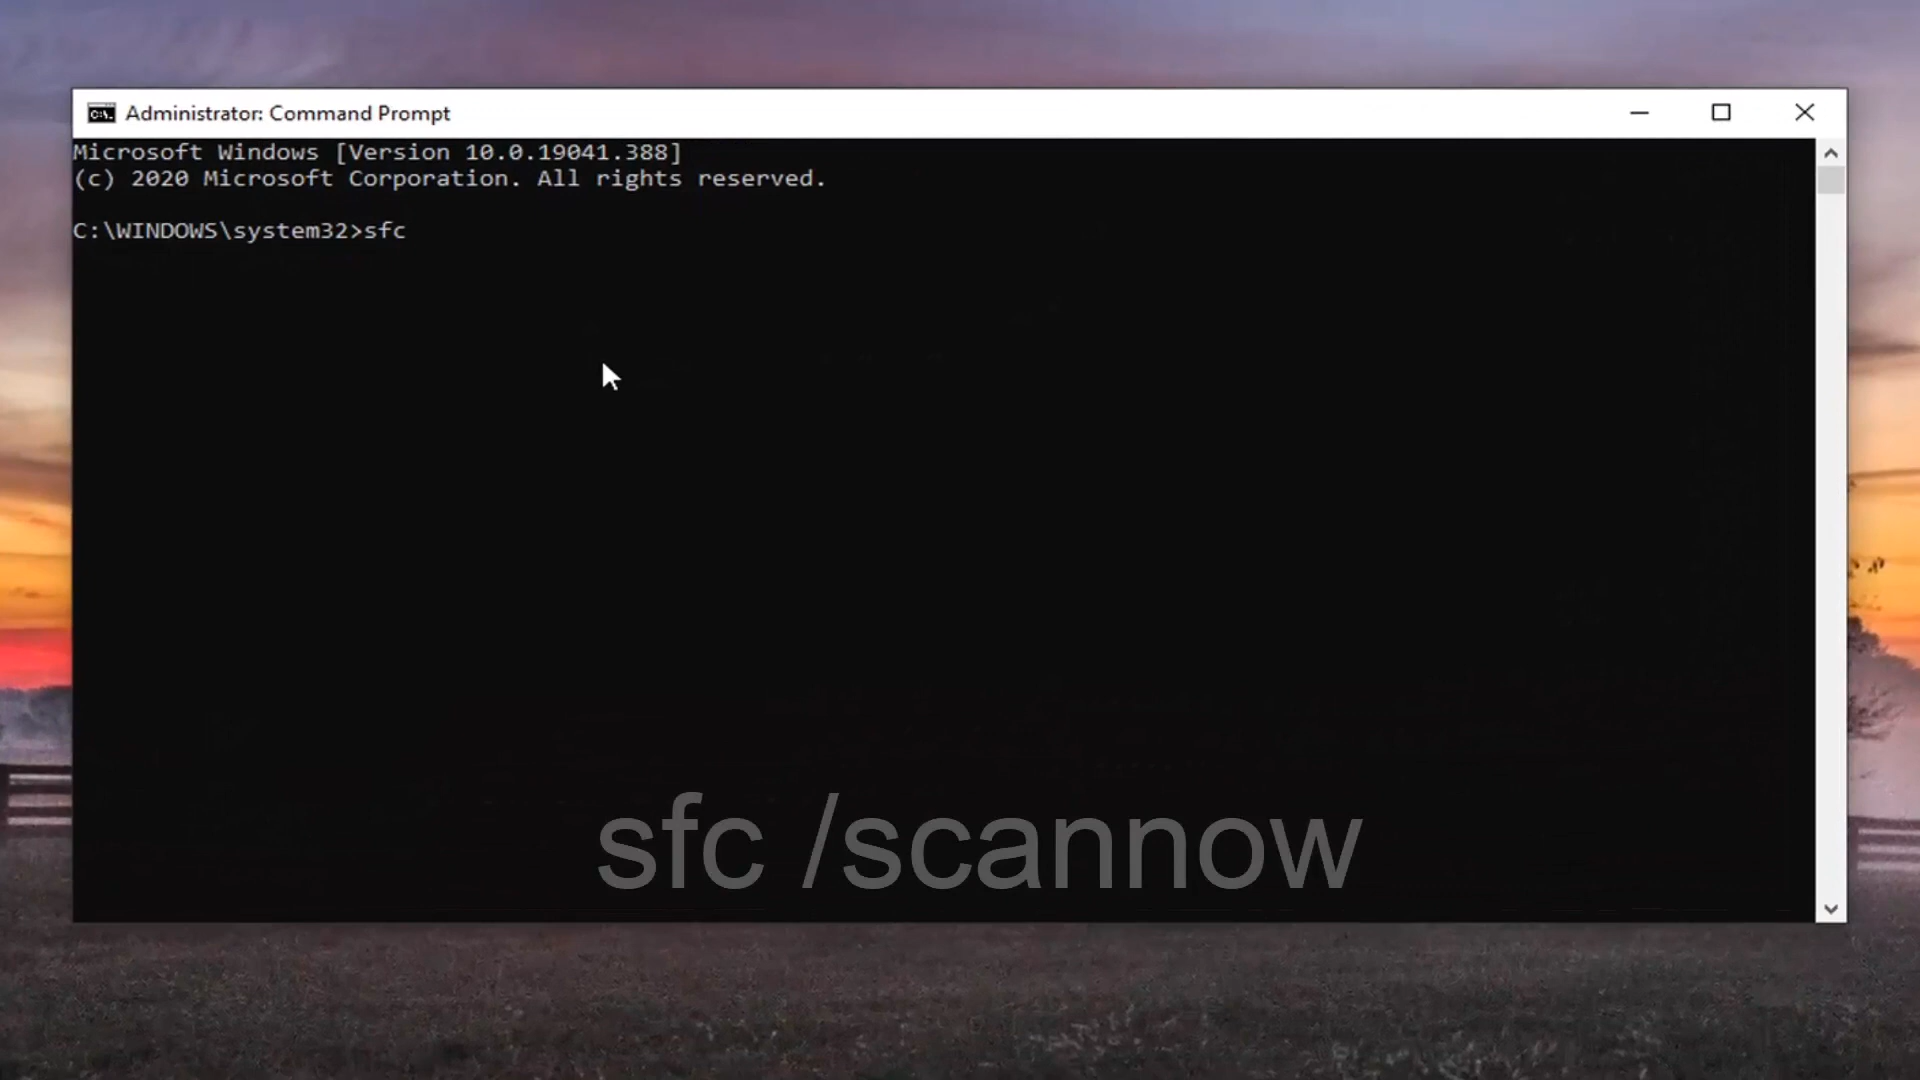 Administrator: Command Prompt
Microsoft Windows [Version 10.0.19041.388]
(c) 2020 Microsoft Corporation. All rights reserved.
C:\WINDOWS\system32>sfc
sfc /scannow